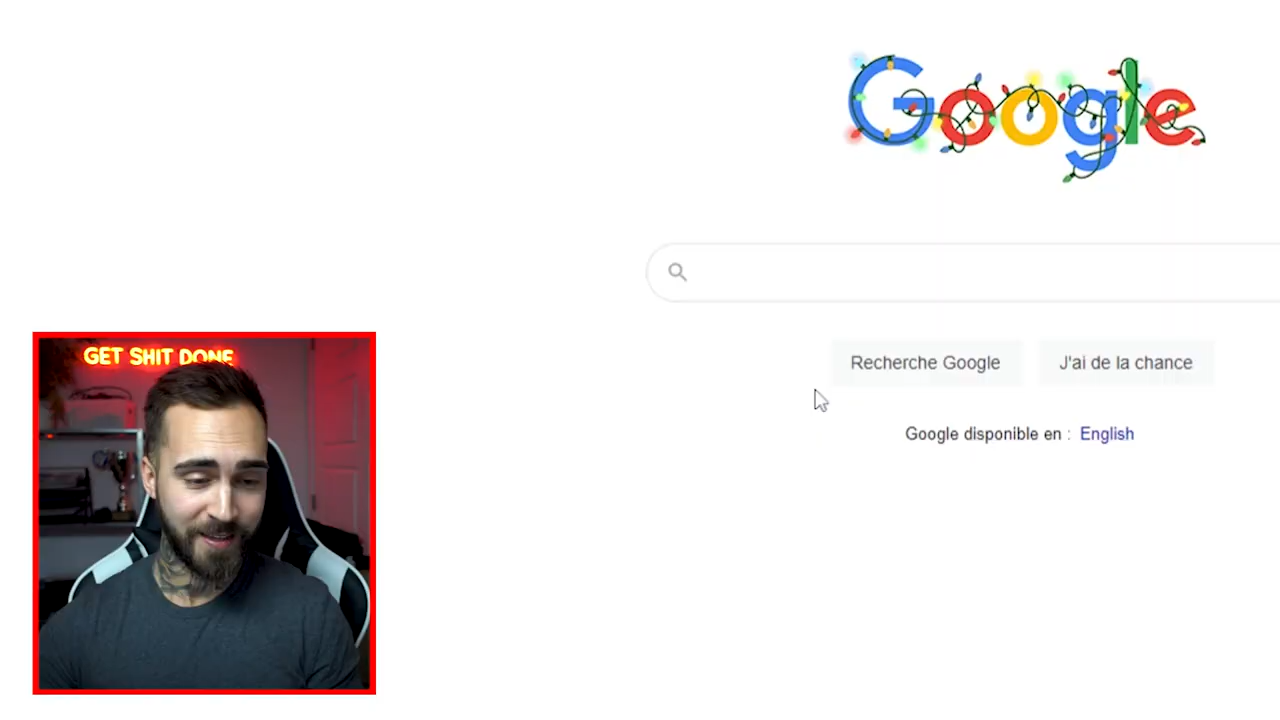 Google
Recherche Google
J'ai de la chance
Google disponible en : English
GET SHIT DONE